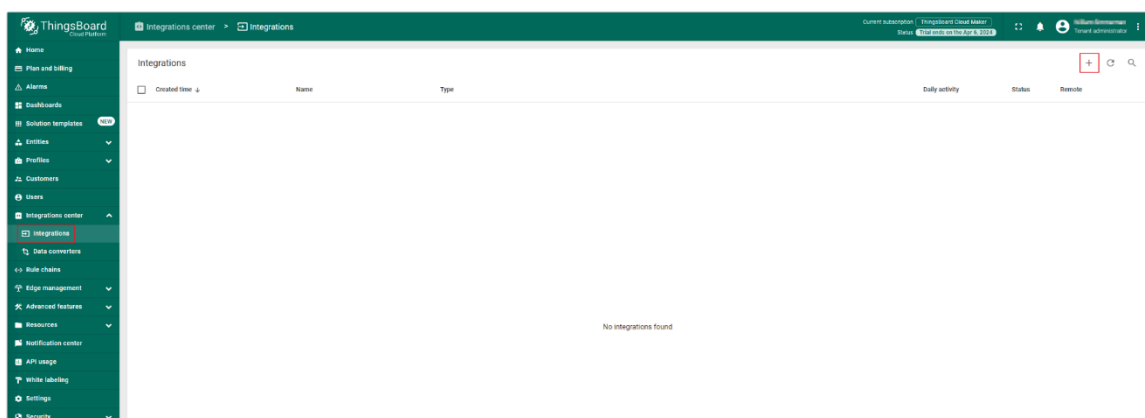 ThingsBoard
Cloud Platform
Integrations center > Integrations
Current subscription ThingsBoard Cloud Maker
Status Trial ends on the Apr 6, 2024
Tenant administrator
Home
Plan and billing
Alarms
Dashboards
Solution templates NEW
Entities
Profiles
Customers
Users
Integrations center
Integrations
Data converters
Rule chains
Edge management
Advanced features
Resources
Notification center
API usage
White labeling
Settings
Security
Integrations
Created time Name Type Daily activity Status Remote
No integrations found